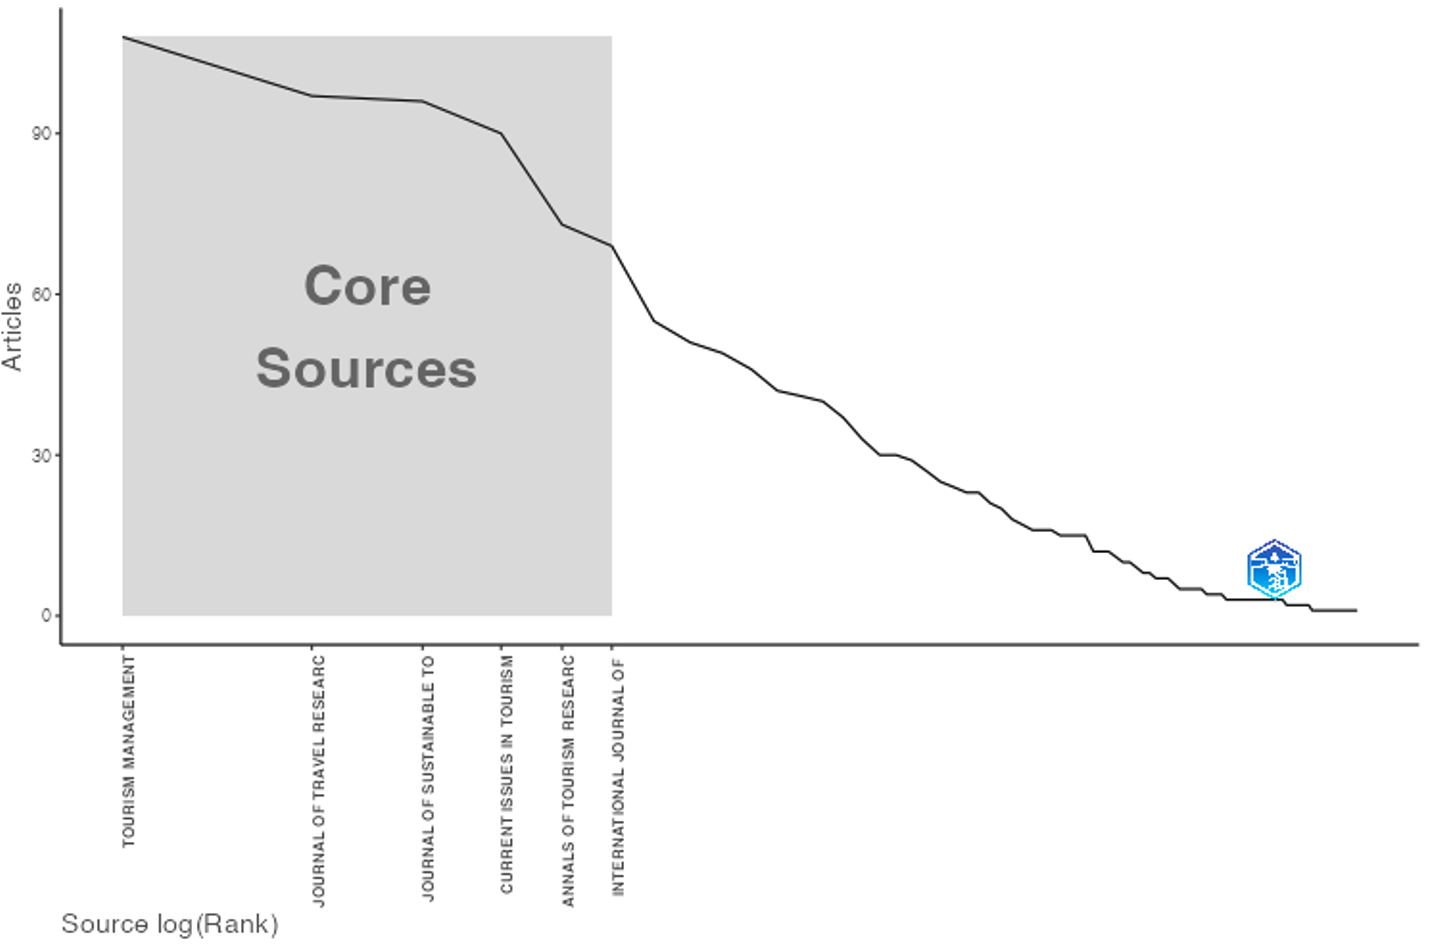 90
60
30
0
Articles
Core
Sources
TOURISM MANAGEMENT
JOURNAL OF TRAVEL RESEARC
JOURNAL OF SUSTAINABLE TO
CURRENT ISSUES IN TOURISM
ANNALS OF TOURISM RESEARC
INTERNATIONAL JOURNAL OF
Source log(Rank)